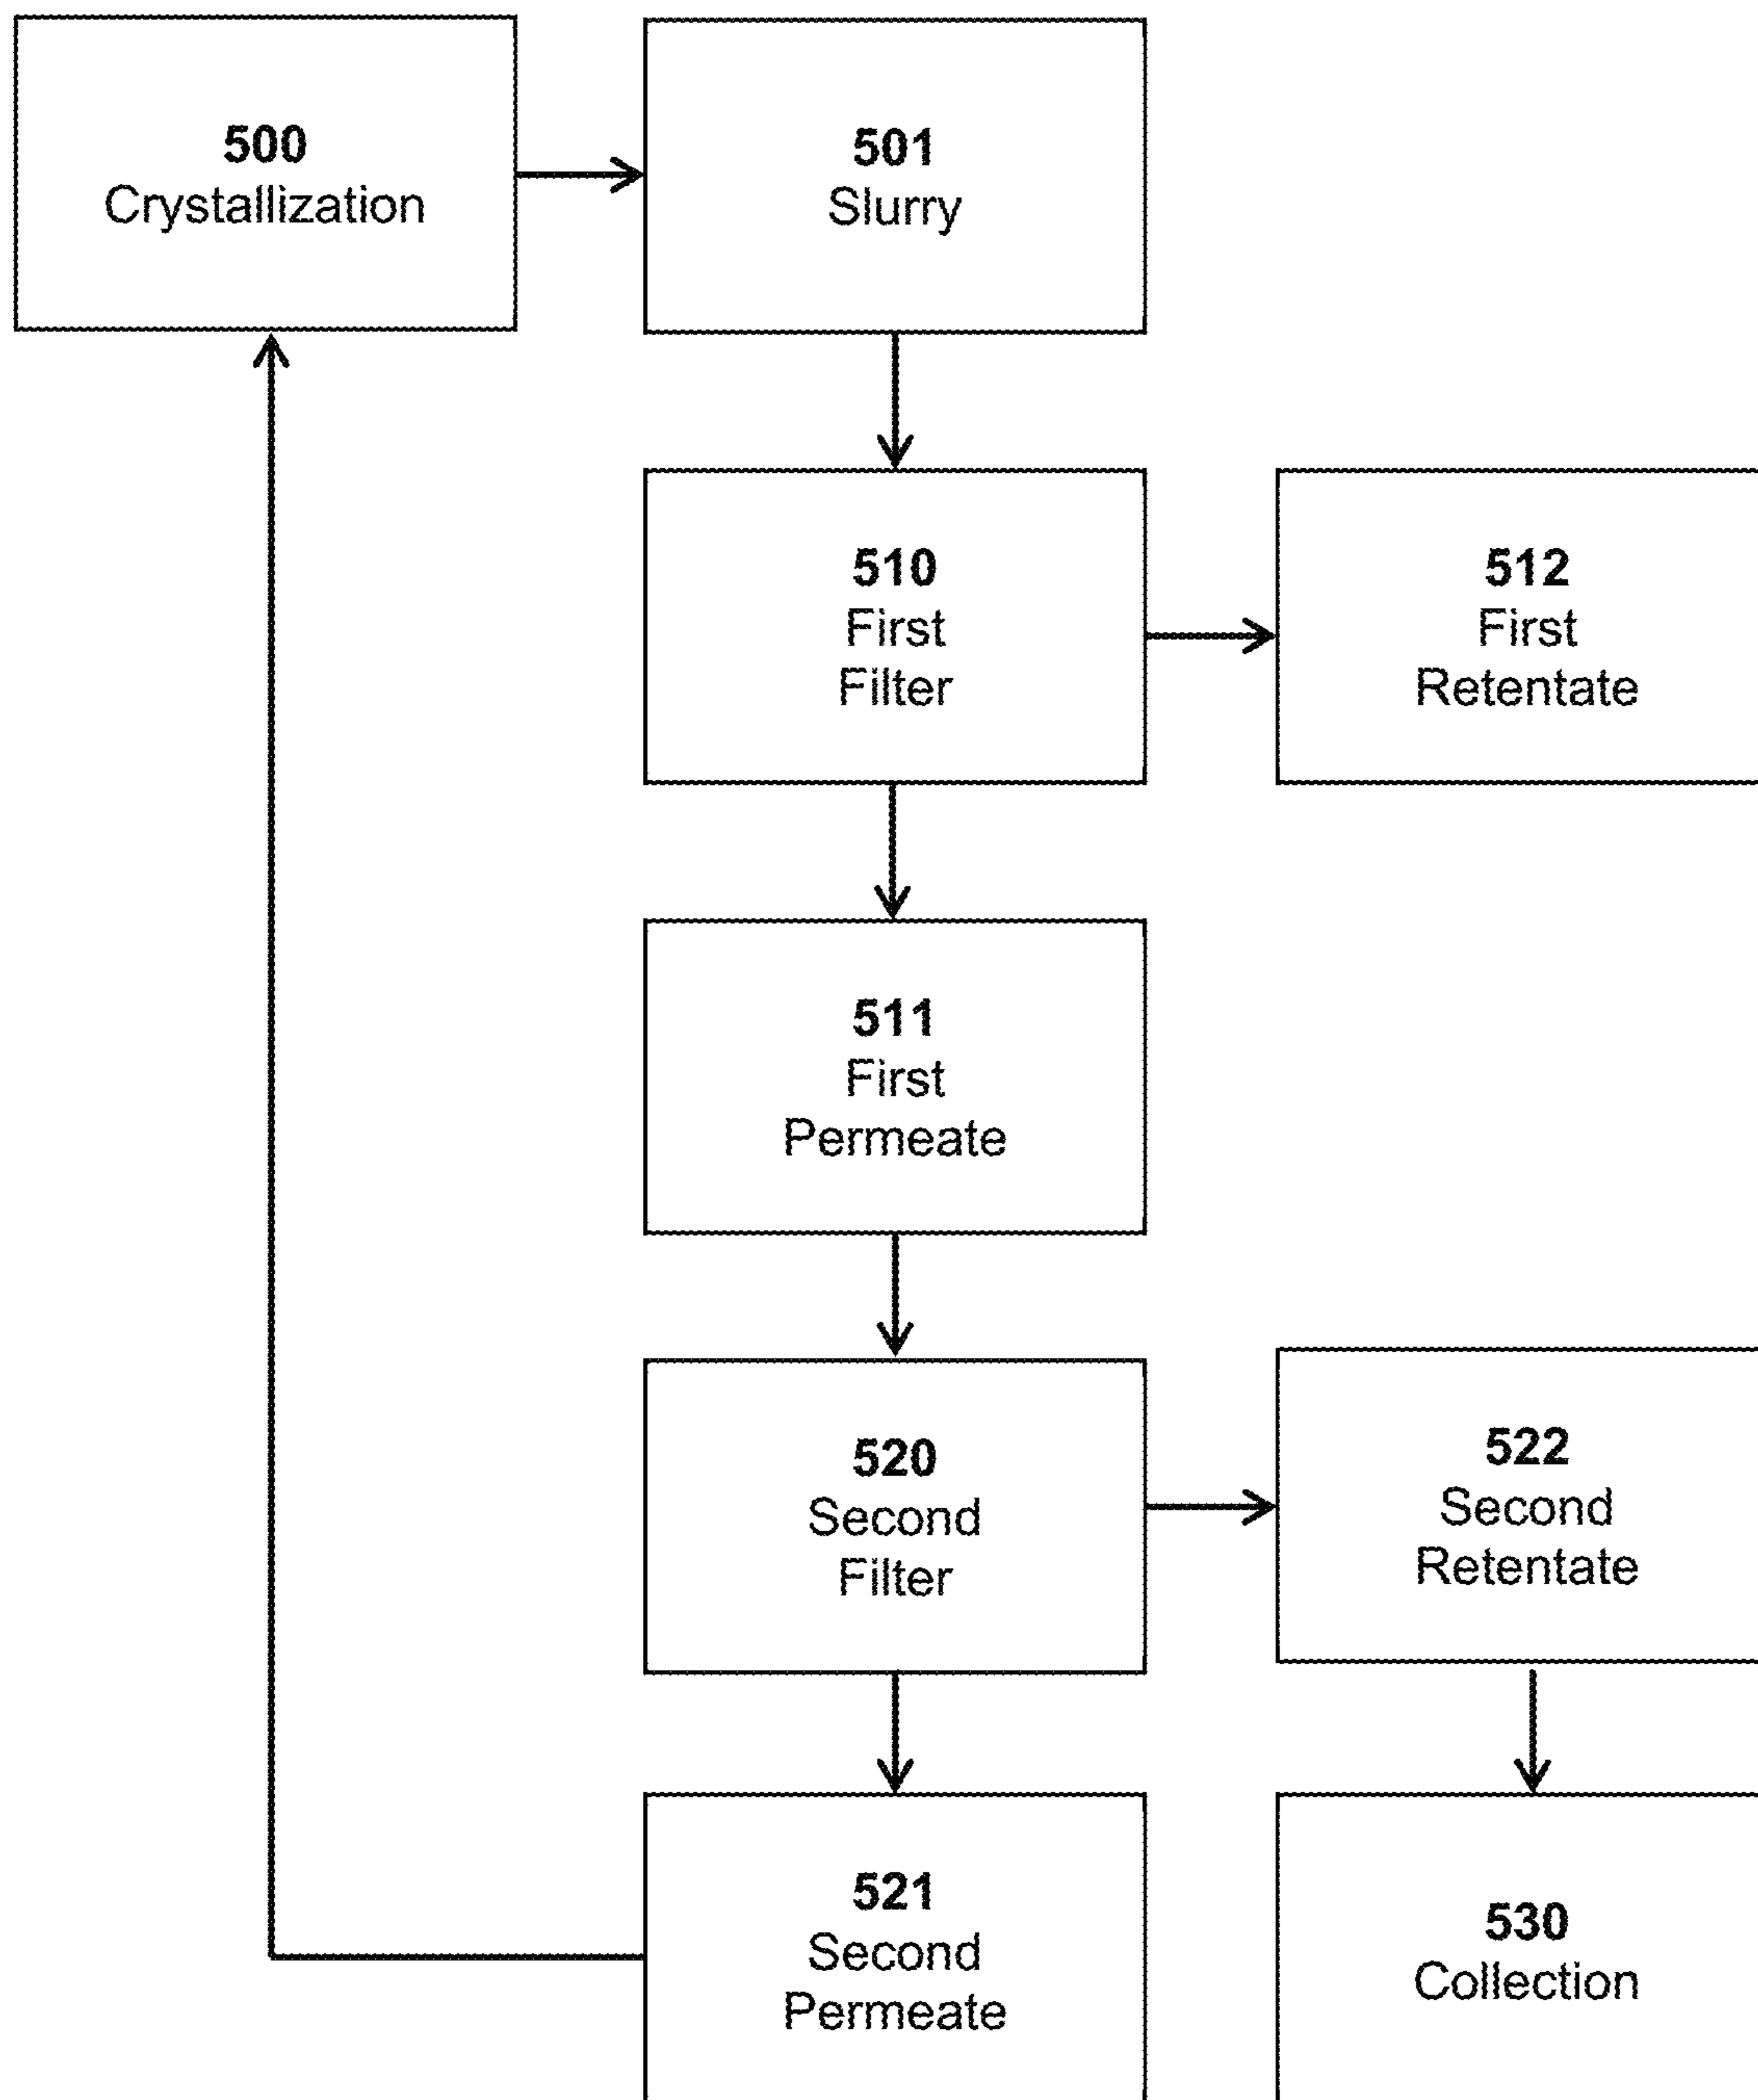 500
Crystallization
501
Slurry
510
First
Filter
512
First
Retentate
511
First
Permeate
520
Second
Filter
522
Second
Retentate
521
Second
Permeate
530
Collection